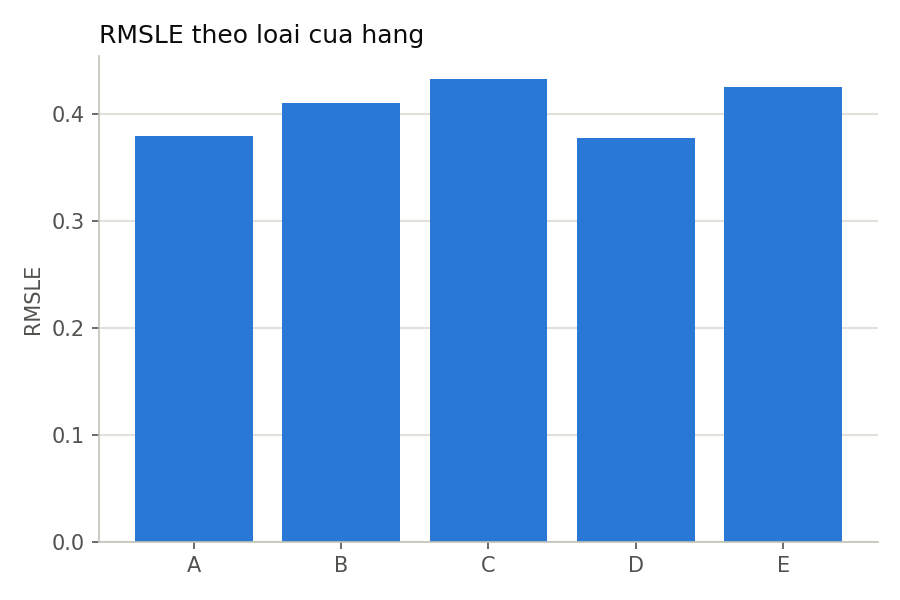 RMSLE theo loai cua hang
RMSLE
0.4
0.3
0.2
0.1
0.0
A
B
C
D
E